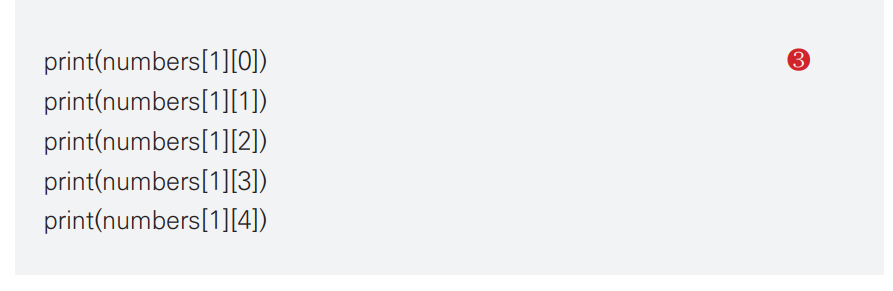 print(numbers[1][0]) ❸
print(numbers[1][1])
print(numbers[1][2])
print(numbers[1][3])
print(numbers[1][4])